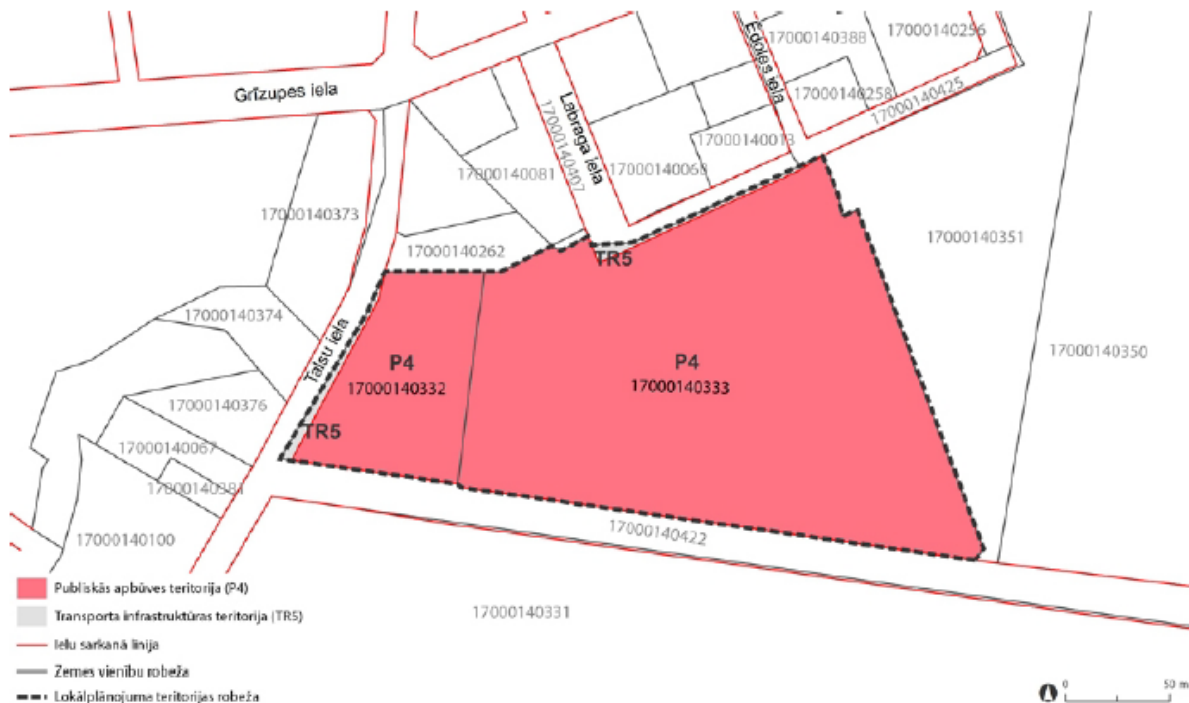 17000140388
17000140256
Grīzupes iela
Ēdoles iela
17000140258
17000140425
Labraga iela
17000140407
17000140013
17000140081
17000140068
17000140373
17000140262
17000140351
TR5
17000140374
Talsu iela
17000140350
P4
17000140332
P4
17000140333
17000140376
TR5
17000140067
17000140381
17000140422
17000140100
Publiskās apbūves teritorija (P4)
Transporta infrastruktūras teritorija (TR5)
17000140331
Ielu sarkanā līnija
Zemes vienību robeža
Lokālplānojuma teritorijas robeža
0 50 m